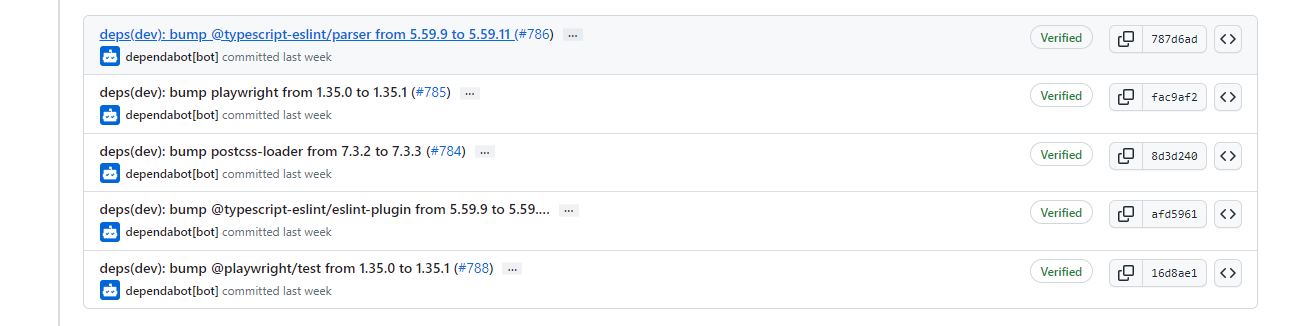 deps(dev): bump @typescript-eslint/parser from 5.59.9 to 5.59.11 (#786) ...
Verified 787d6ad
dependabot[bot] committed last week
deps(dev): bump playwright from 1.35.0 to 1.35.1 (#785) ...
Verified fac9af2
dependabot[bot] committed last week
deps(dev): bump postcss-loader from 7.3.2 to 7.3.3 (#784) ...
Verified 8d3d240
dependabot[bot] committed last week
deps(dev): bump @typescript-eslint/eslint-plugin from 5.59.9 to 5.59.... ...
Verified afd5961
dependabot[bot] committed last week
deps(dev): bump @playwright/test from 1.35.0 to 1.35.1 (#788) ...
Verified 16d8ae1
dependabot[bot] committed last week